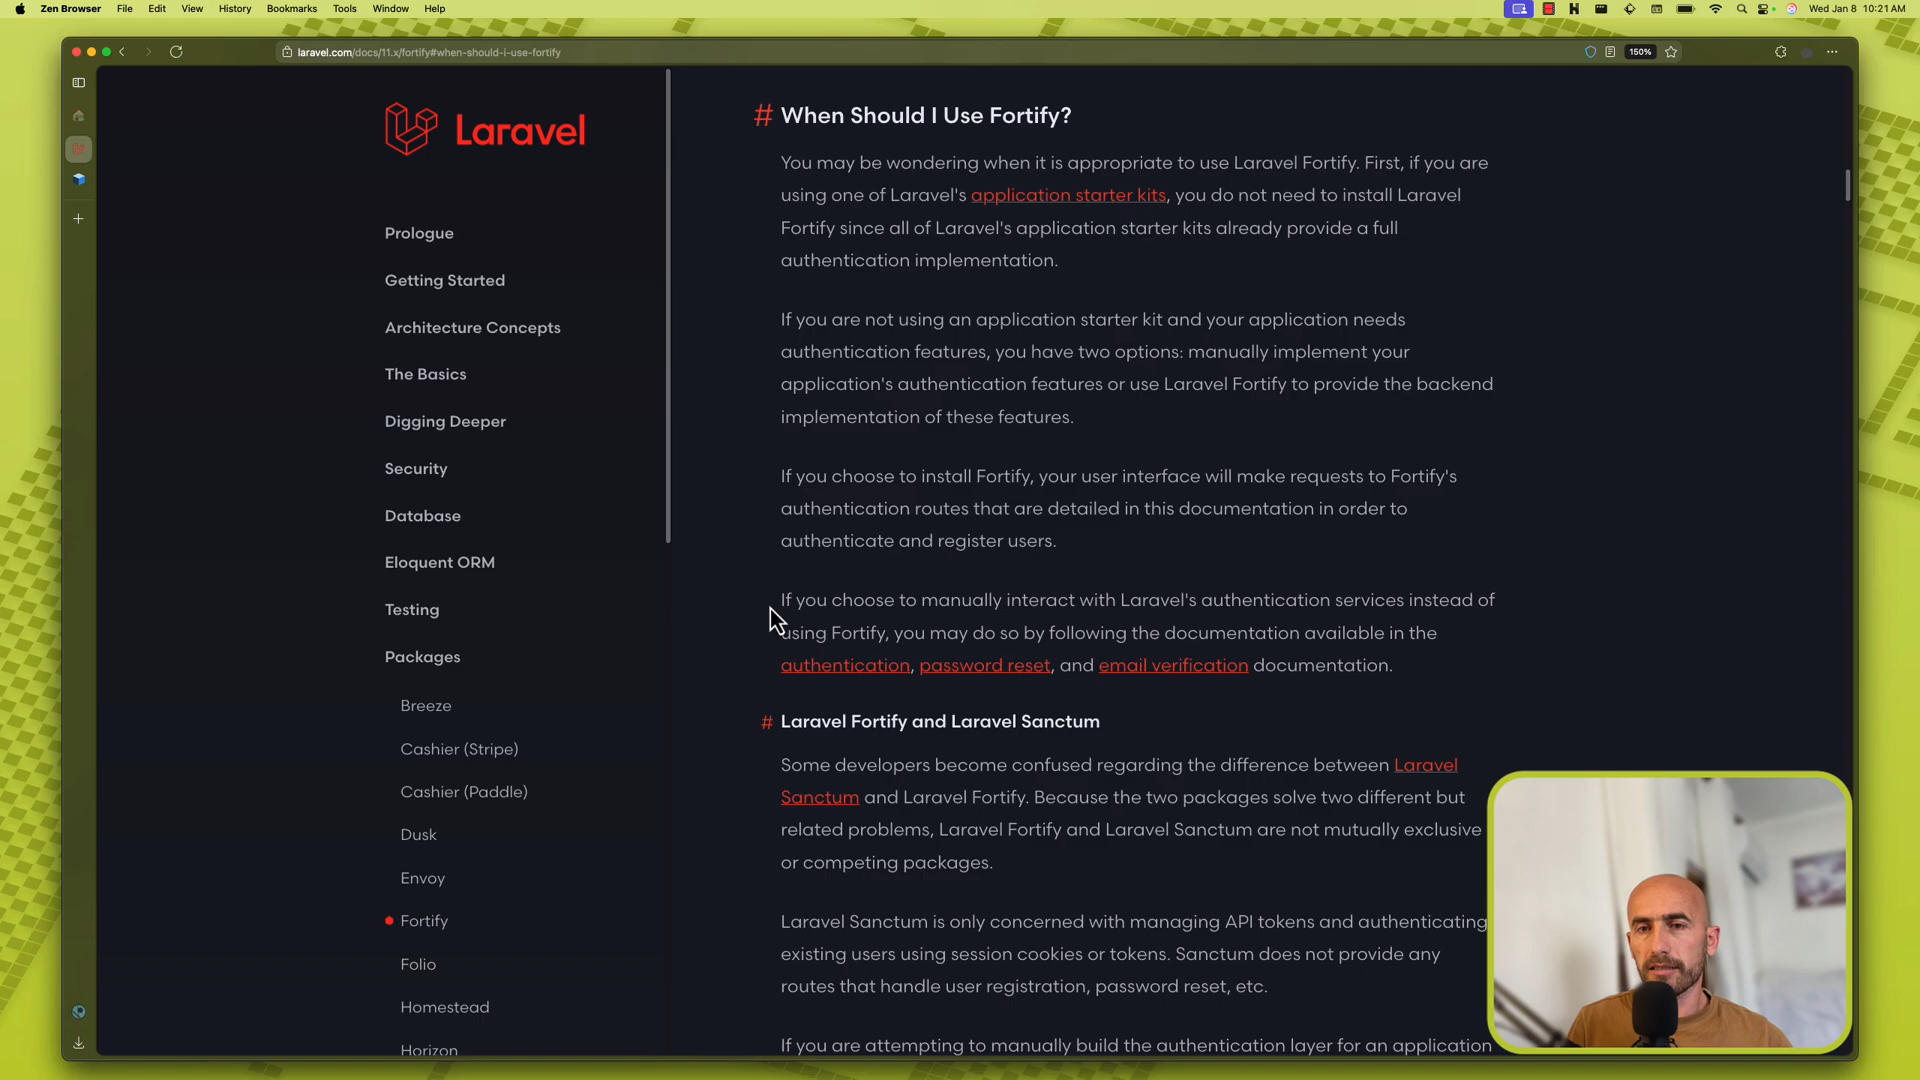 Zen Browser File Edit View History Bookmarks Tools Window Help
Wed Jan 8 10:21 AM
laravel.com/docs/11.x/fortify#when-should-i-use-fortify
150%
Laravel
Prologue
Getting Started
Architecture Concepts
The Basics
Digging Deeper
Security
Database
Eloquent ORM
Testing
Packages
Breeze
Cashier (Stripe)
Cashier (Paddle)
Dusk
Envoy
Fortify
Folio
Homestead
Horizon
# When Should I Use Fortify?
You may be wondering when it is appropriate to use Laravel Fortify. First, if you are
using one of Laravel's application starter kits, you do not need to install Laravel
Fortify since all of Laravel's application starter kits already provide a full
authentication implementation.
If you are not using an application starter kit and your application needs
authentication features, you have two options: manually implement your
application's authentication features or use Laravel Fortify to provide the backend
implementation of these features.
If you choose to install Fortify, your user interface will make requests to Fortify's
authentication routes that are detailed in this documentation in order to
authenticate and register users.
If you choose to manually interact with Laravel's authentication services instead of
using Fortify, you may do so by following the documentation available in the
authentication, password reset, and email verification documentation.
# Laravel Fortify and Laravel Sanctum
Some developers become confused regarding the difference between Laravel
Sanctum and Laravel Fortify. Because the two packages solve two different but
related problems, Laravel Fortify and Laravel Sanctum are not mutually exclusive
or competing packages.
Laravel Sanctum is only concerned with managing API tokens and authenticating
existing users using session cookies or tokens. Sanctum does not provide any
routes that handle user registration, password reset, etc.
If you are attempting to manually build the authentication layer for an application